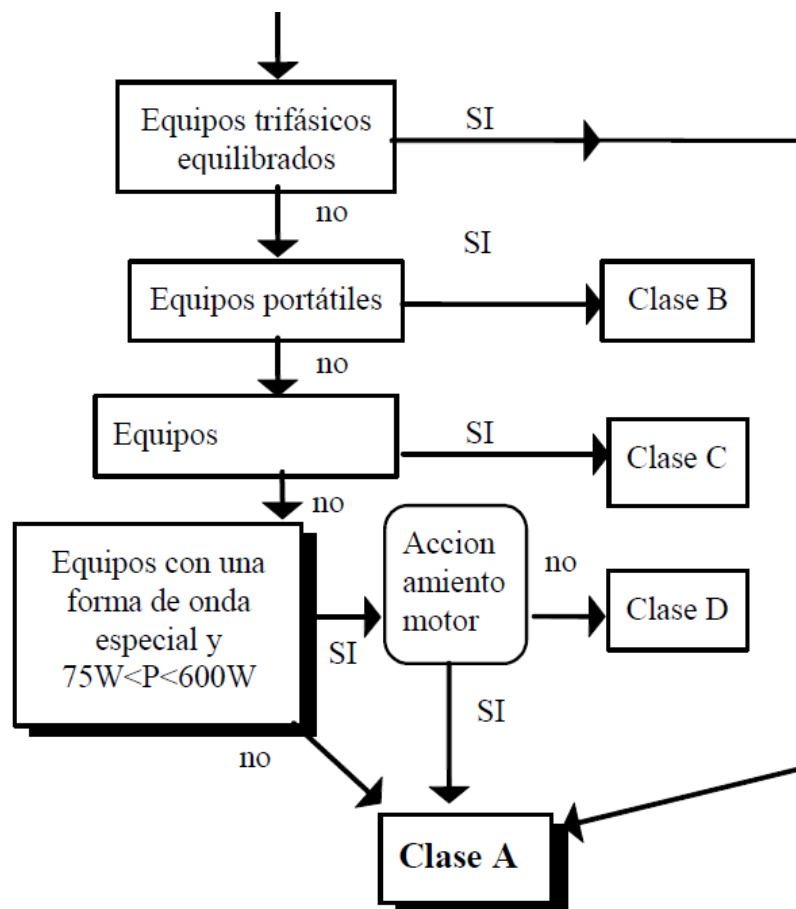 Equipos trifásicos
equilibrados
SI
no
SI
Equipos portátiles
Clase B
no
Equipos
SI
Clase C
no
Equipos con una
forma de onda
especial y
75W<P<600W
SI
Accion
amiento
motor
no
Clase D
SI
no
Clase A